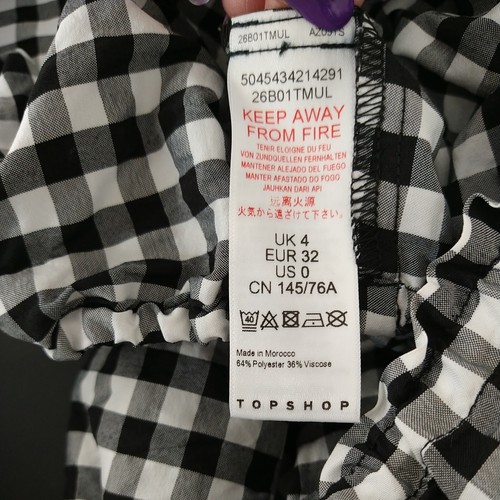 26B01TMUL
5045434214291
26B01TMUL
KEEP AWAY
FROM FIRE
TENIR ELOIGNE DU FEU
VON ZUNDQUELLEN FERNHALTEN
MANTENER ALEJADO DEL FUEGO
MANTER AFASTADO DO FOGO
JAUHKAN DARI API
远离火源
火気から遠ざけて下さい。
UK 4
EUR 32
US 0
CN 145/76A
Made in Morocco
64% Polyester 36% Viscose
TOPSHOP